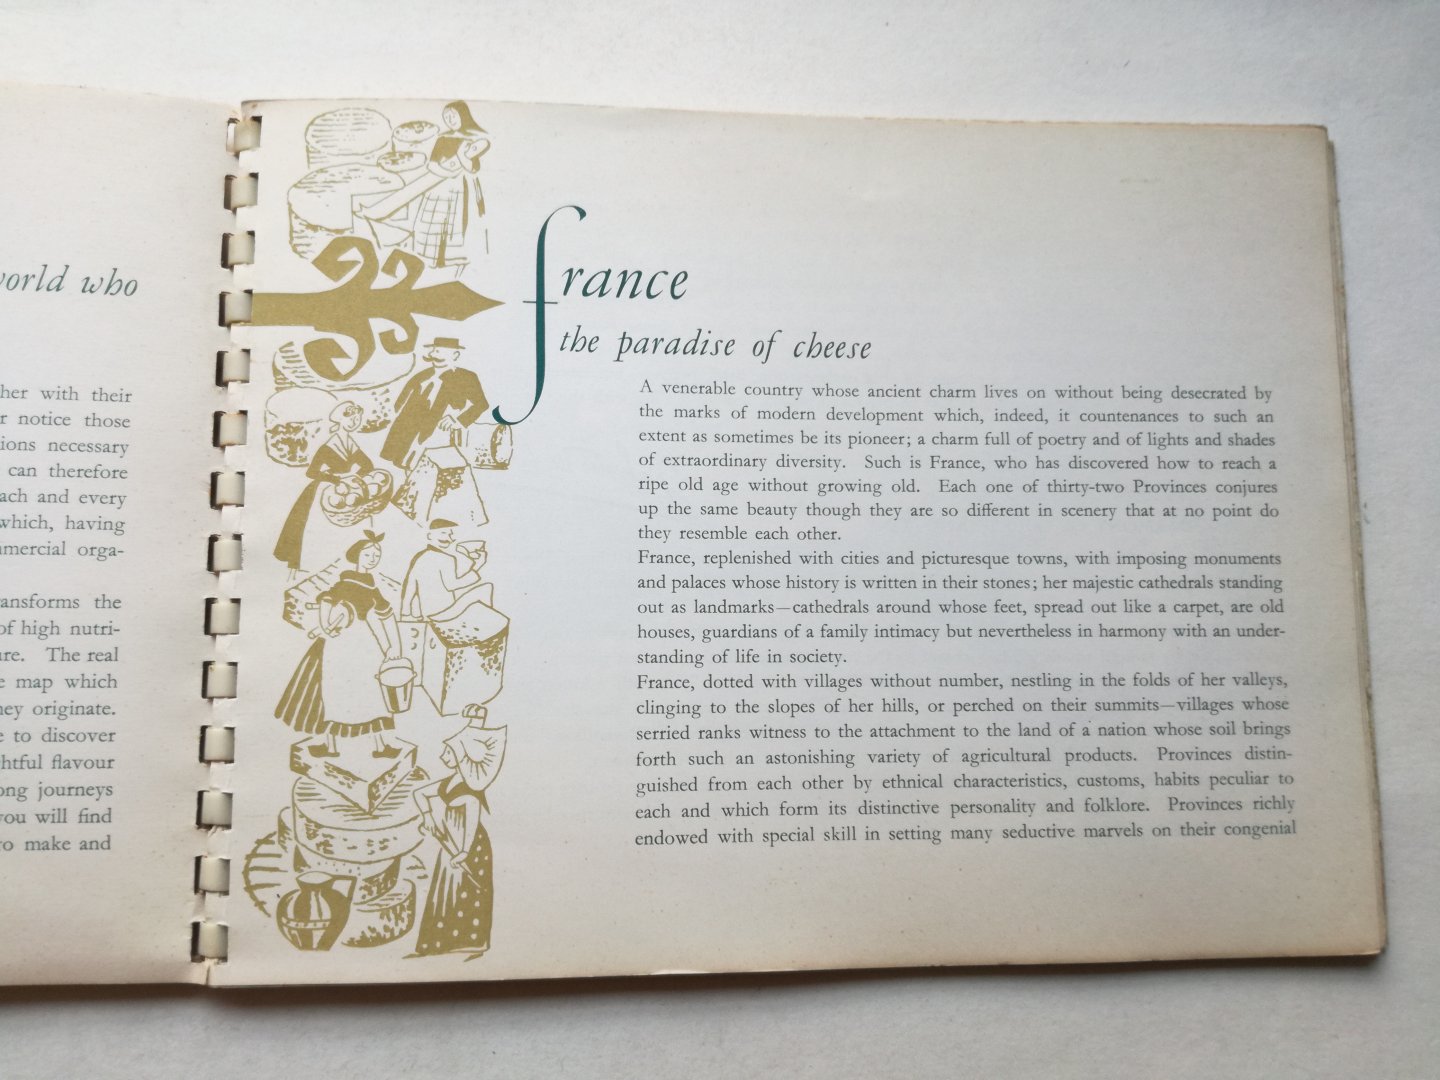 world who
her with their
r notice those
ions necessary
can therefore
ach and every
which, having
mercial orga-
ansforms the
of high nutri-
ure. The real
e map which
hey originate.
e to discover
htful flavour
ong journeys
you will find
to make and
france
the paradise of cheese
A venerable country whose ancient charm lives on without being desecrated by
the marks of modern development which, indeed, it countenances to such an
extent as sometimes be its pioneer; a charm full of poetry and of lights and shades
of extraordinary diversity. Such is France, who has discovered how to reach a
ripe old age without growing old. Each one of thirty-two Provinces conjures
up the same beauty though they are so different in scenery that at no point do
they resemble each other.
France, replenished with cities and picturesque towns, with imposing monuments
and palaces whose history is written in their stones; her majestic cathedrals standing
out as landmarks—cathedrals around whose feet, spread out like a carpet, are old
houses, guardians of a family intimacy but nevertheless in harmony with an under-
standing of life in society.
France, dotted with villages without number, nestling in the folds of her valleys,
clinging to the slopes of her hills, or perched on their summits—villages whose
serried ranks witness to the attachment to the land of a nation whose soil brings
forth such an astonishing variety of agricultural products. Provinces distin-
guished from each other by ethnical characteristics, customs, habits peculiar to
each and which form its distinctive personality and folklore. Provinces richly
endowed with special skill in setting many seductive marvels on their congenial